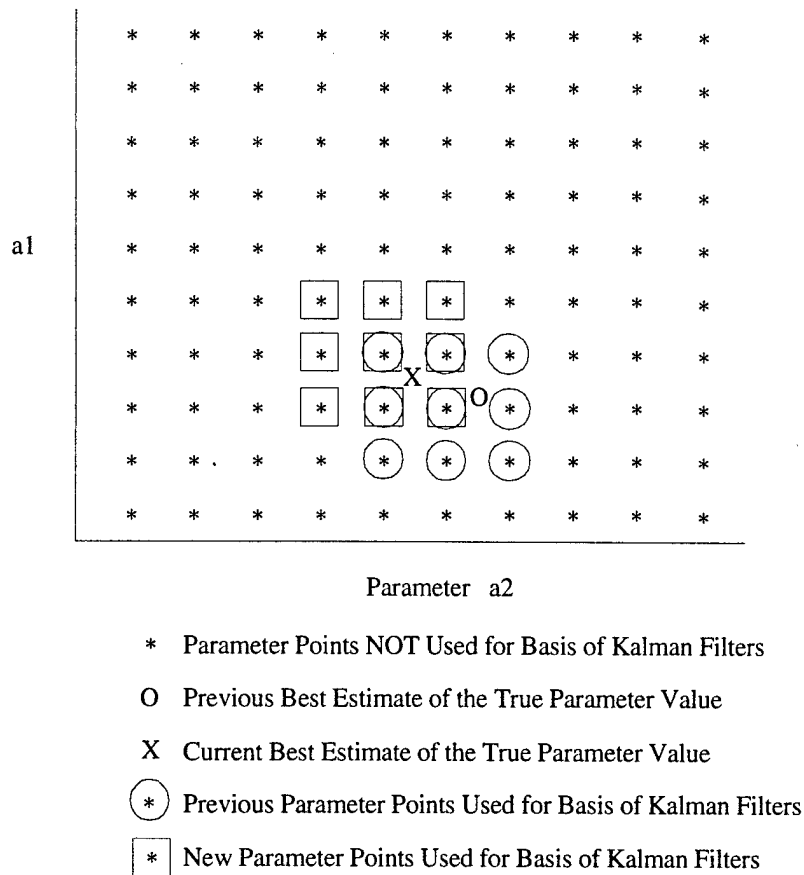 * * * * * * * * * *
* * * * * * * * * *
* * * * * * * * * *
* * * * * * * * * *
a1 * * * * * * * * * *
* * * * * * * * * *
* * * * * * * * * *
X
O
* * * * * * * * * *
* * * * * * * * * *
* * * * * * * * * *
Parameter a2
* Parameter Points NOT Used for Basis of Kalman Filters
O Previous Best Estimate of the True Parameter Value
X Current Best Estimate of the True Parameter Value
* Previous Parameter Points Used for Basis of Kalman Filters
* New Parameter Points Used for Basis of Kalman Filters